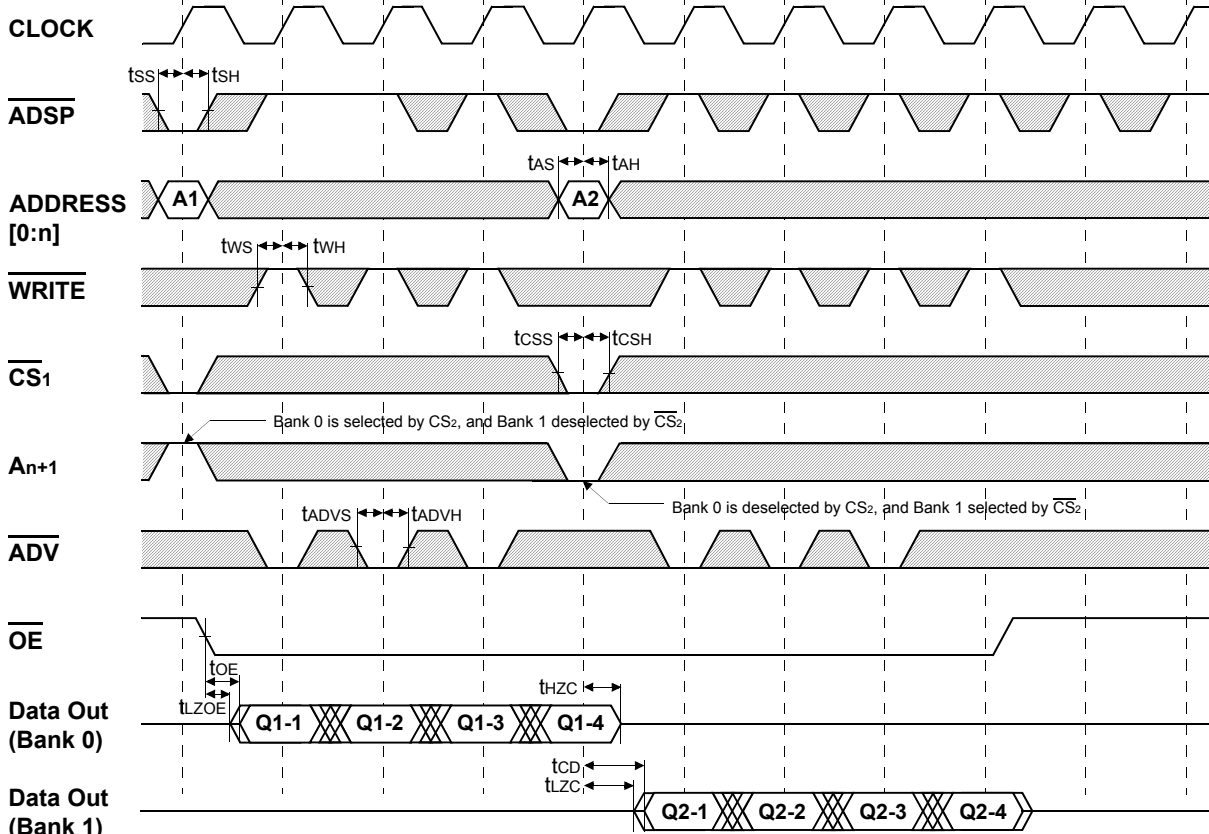 CLOCK
tSS tSH
ADSP
tAS tAH
ADDRESS
[0:n]
A1 A2
tWS tWH
WRITE
tCSS tCSH
CS1
Bank 0 is selected by CS2, and Bank 1 deselected by CS2
An+1
Bank 0 is deselected by CS2, and Bank 1 selected by CS2
tADVS tADVH
ADV
OE
tOE
tLZOE
tHZC
Data Out
(Bank 0)
Q1-1 Q1-2 Q1-3 Q1-4
tCD
tLZC
Data Out
(Bank 1)
Q2-1 Q2-2 Q2-3 Q2-4